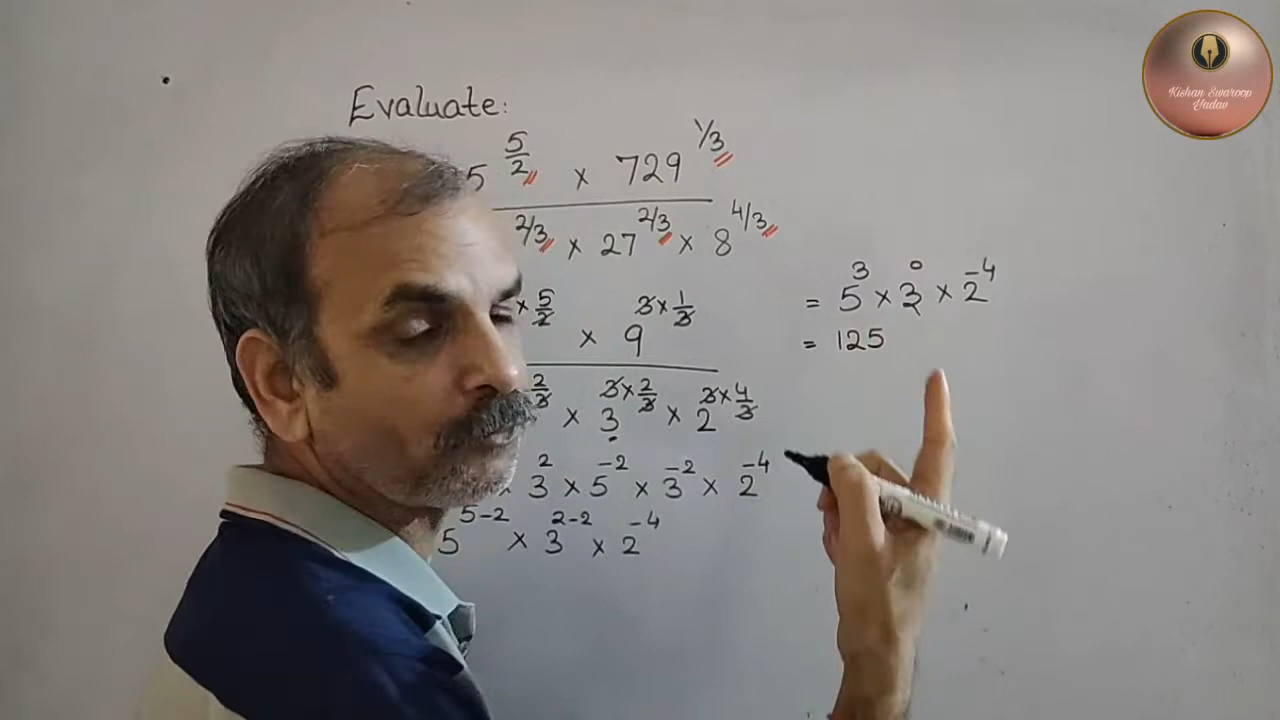 Kishan Swaroop
Yadav
Evaluate:
5^(5/2) × 729^(1/3)
2/3 × 27^(2/3) × 8^(4/3)
× 5/2 × 9^(3 × 1/3)
2/3 × 3^(3 × 2/3) × 2^(3 × 4/3)
× 3^2 × 5^-2 × 3^-2 × 2^-4
5^(5-2) × 3^(2-2) × 2^-4
= 5^3 × 3^0 × 2^-4
= 125